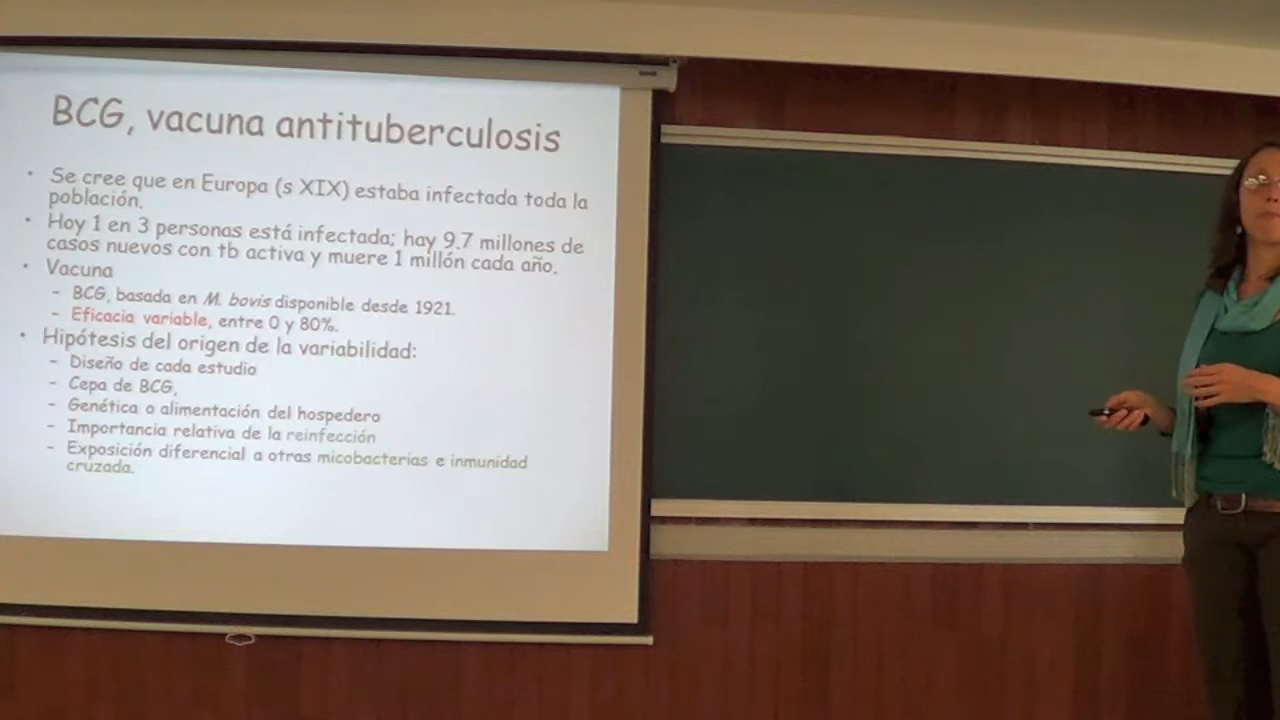 BCG, vacuna antituberculosis
• Se cree que en Europa (s XIX) estaba infectada toda la
población.
• Hoy 1 en 3 personas está infectada; hay 9.7 millones de
casos nuevos con tb activa y muere 1 millón cada año.
• Vacuna
- BCG, basada en M. bovis disponible desde 1921.
- Eficacia variable, entre 0 y 80%.
• Hipótesis del origen de la variabilidad:
- Diseño de cada estudio
- Cepa de BCG,
- Genética o alimentación del hospedero
- Importancia relativa de la reinfección
- Exposición diferencial a otras micobacterias e inmunidad
cruzada.